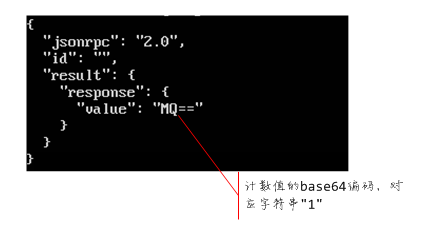 {
"jsonrpc": "2.0",
"id": "",
"result": {
"response": {
"value": "MQ=="
}
}
}
计数值的base64编码，对
应字符串"1"